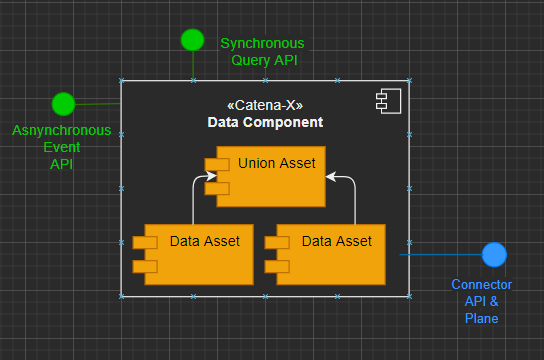 Synchronous
Query API
Asnynchronous
Event
API
«Catena-X»
Data Component
Union Asset
Data Asset
Data Asset
Connector
API &
Plane